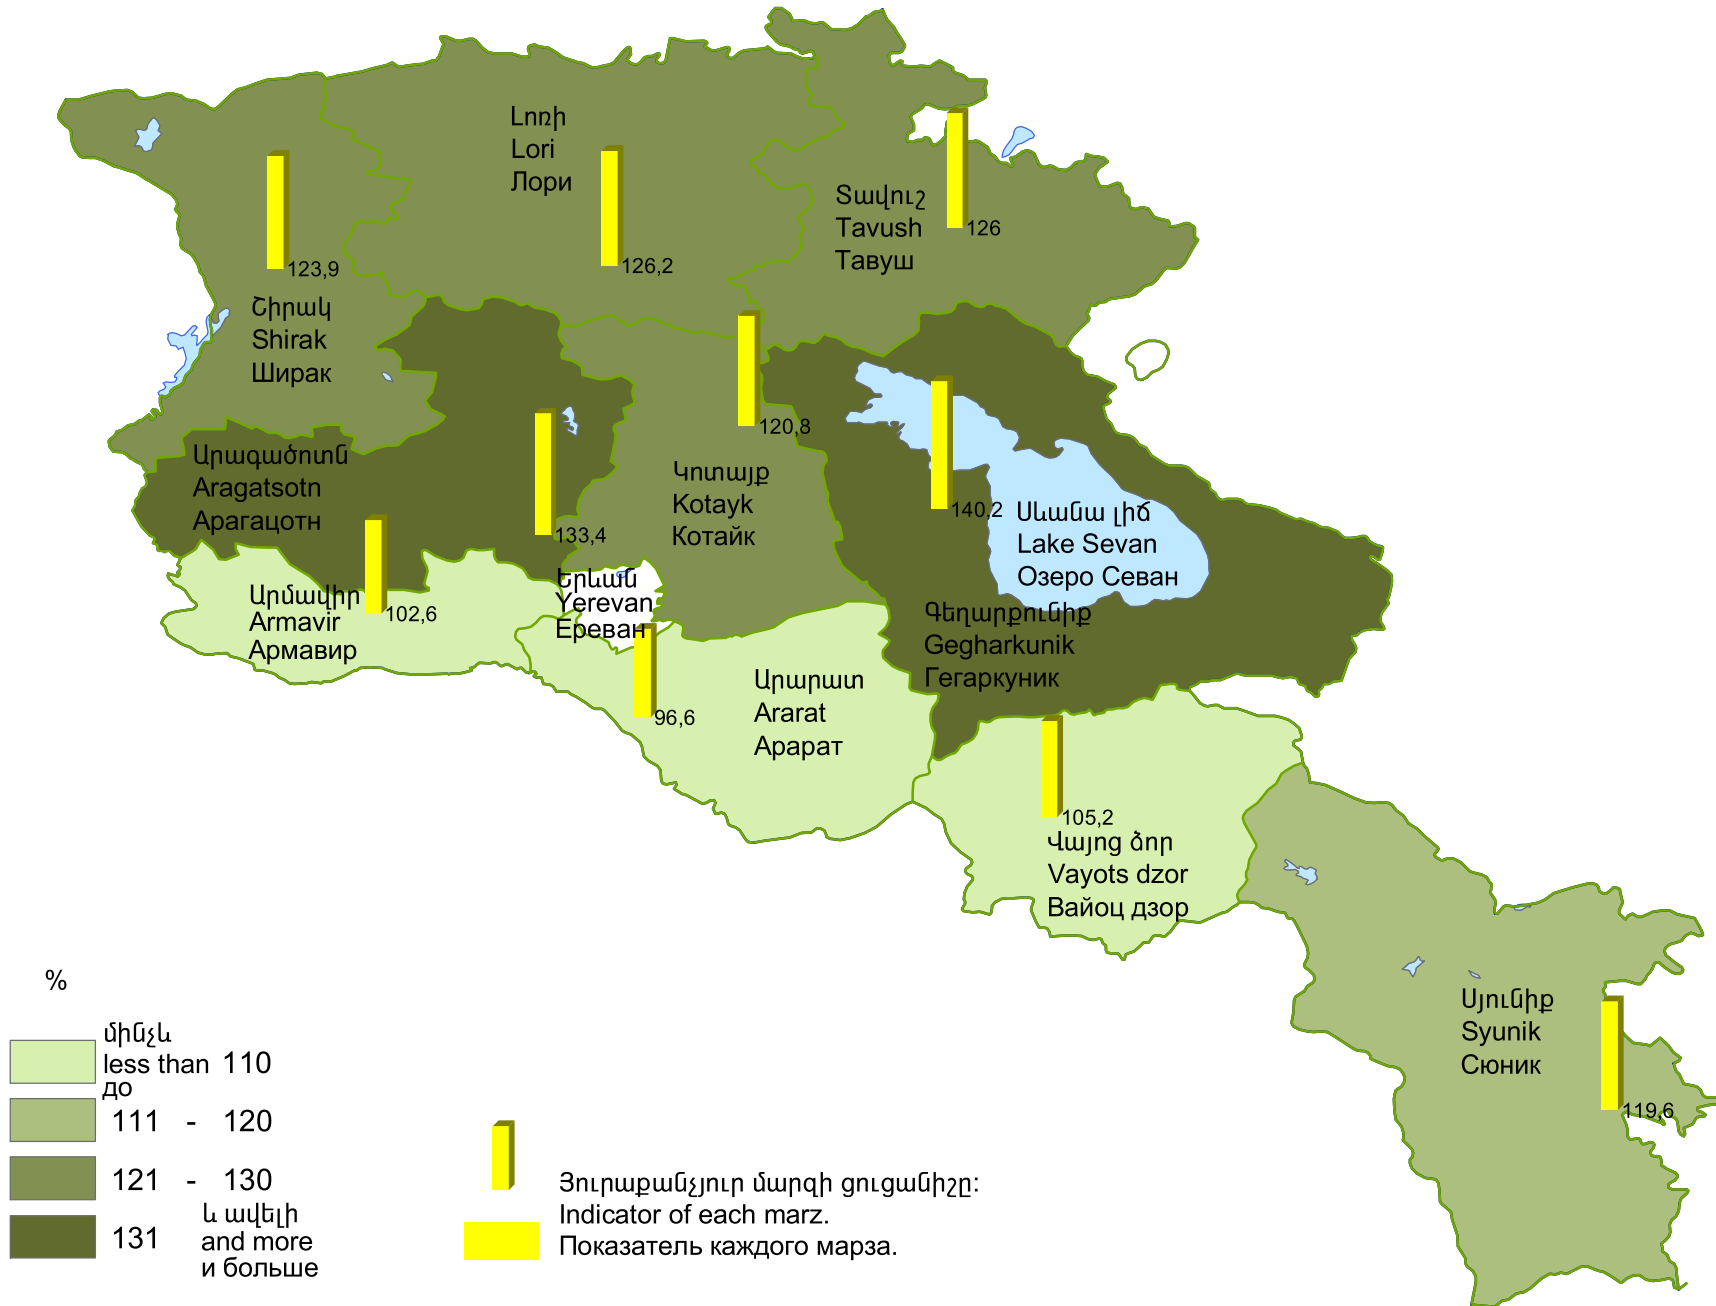 Լոռի
Lori
Лори
126,2
Տավուշ
Tavush
Тавуш
126
123,9
Շիրակ
Shirak
Ширак
120,8
Կոտայք
Kotayk
Котайк
Արագածոտն
Aragatsotn
Арагацотн
133,4
140,2
Սևանա լիճ
Lake Sevan
Озеро Севан
Արմավիր
Armavir
Армавир
102,6
Երևան
Yerevan
Ереван
Գեղարքունիք
Gegharkunik
Гегаркуник
96,6
Արարատ
Ararat
Арарат
105,2
Վայոց ձոր
Vayots dzor
Вайоц дзор
Սյունիք
Syunik
Сюник
119,6
%
մինչև
less than 110
до
111 - 120
121 - 130
131
և ավելի
and more
и больше
Յուրաքանչյուր մարզի ցուցանիշը:
Indicator of each marz.
Показатель каждого марза.